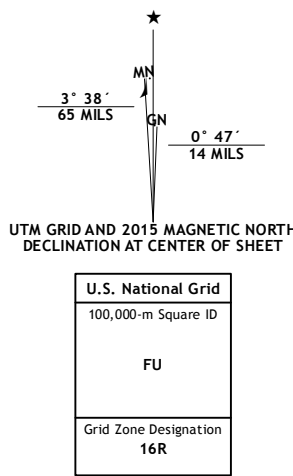 ★
MN
3° 38´
65 MILS
GN
0° 47´
14 MILS
UTM GRID AND 2015 MAGNETIC NORTH
DECLINATION AT CENTER OF SHEET
U.S. National Grid
100,000-m Square ID
FU
Grid Zone Designation
16R